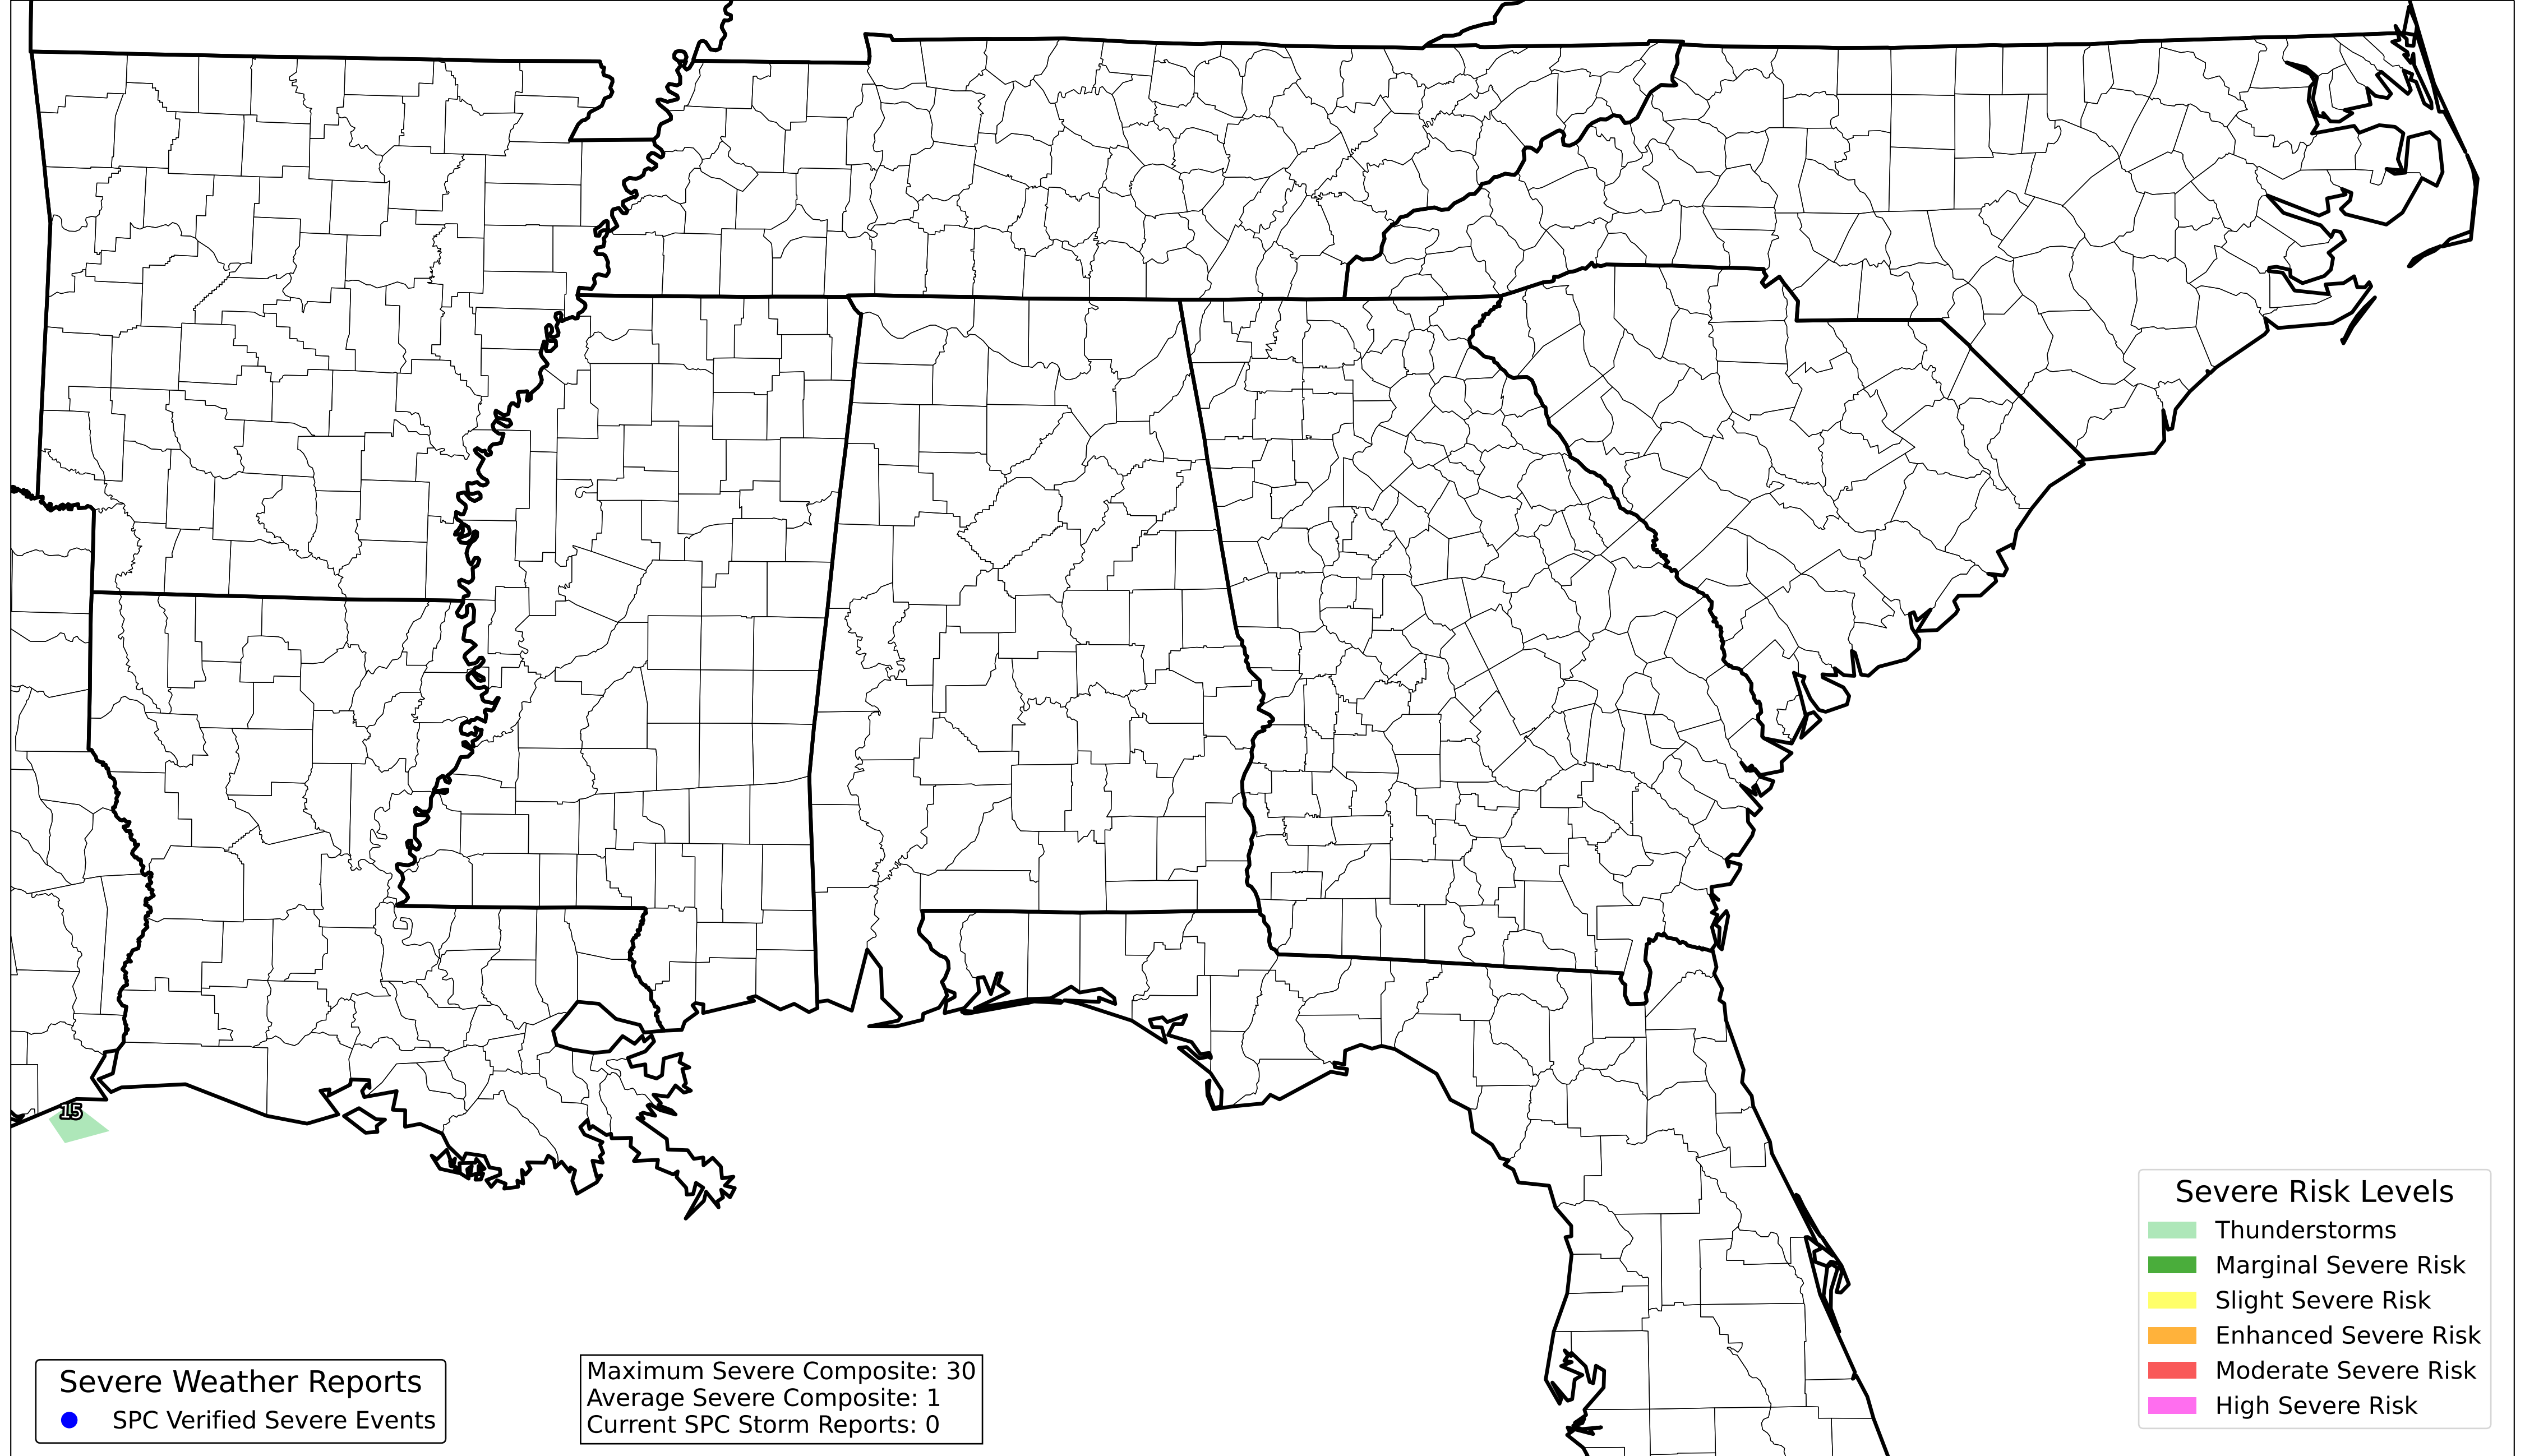 15
Severe Risk Levels
Thunderstorms
Marginal Severe Risk
Slight Severe Risk
Enhanced Severe Risk
Moderate Severe Risk
High Severe Risk
Severe Weather Reports
SPC Verified Severe Events
Maximum Severe Composite: 30
Average Severe Composite: 1
Current SPC Storm Reports: 0